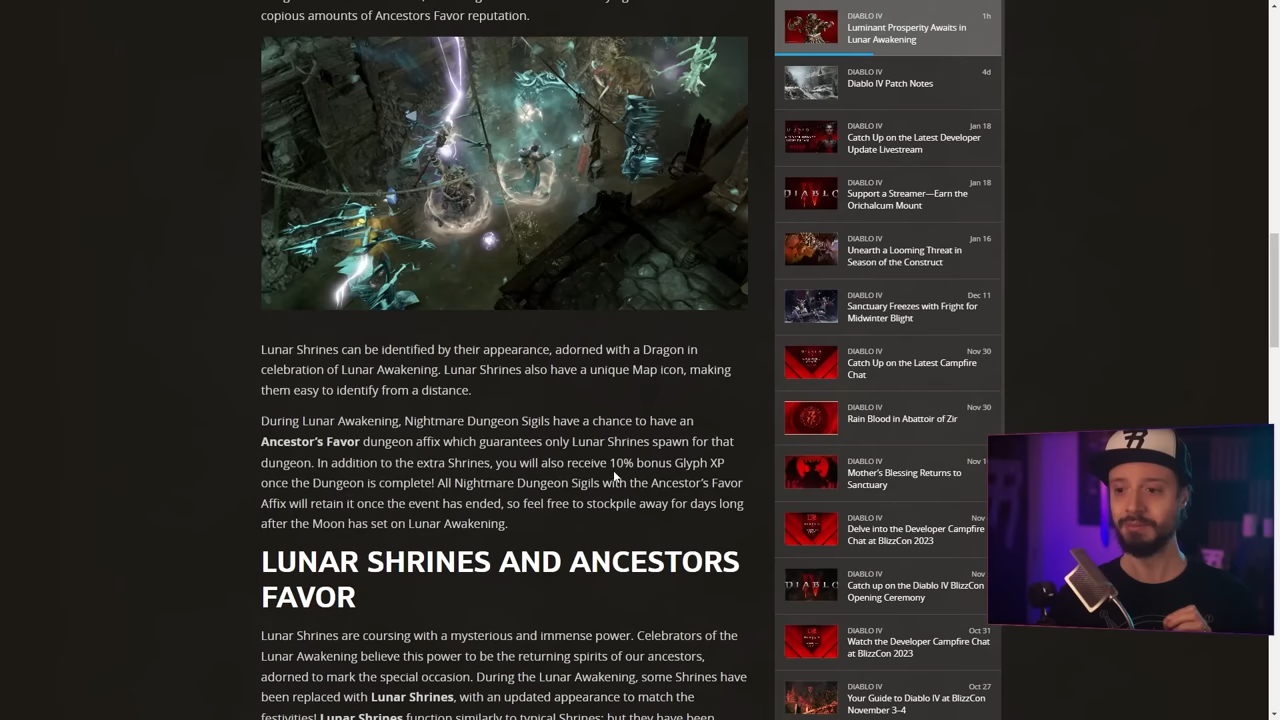 copious amounts of Ancestors Favor reputation.
Lunar Shrines can be identified by their appearance, adorned with a Dragon in
celebration of Lunar Awakening. Lunar Shrines also have a unique Map icon, making
them easy to identify from a distance.
During Lunar Awakening, Nightmare Dungeon Sigils have a chance to have an
Ancestor's Favor dungeon affix which guarantees only Lunar Shrines spawn for that
dungeon. In addition to the extra Shrines, you will also receive 10% bonus Glyph XP
once the Dungeon is complete! All Nightmare Dungeon Sigils with the Ancestor's Favor
Affix will retain it once the event has ended, so feel free to stockpile away for days long
after the Moon has set on Lunar Awakening.
LUNAR SHRINES AND ANCESTORS
FAVOR
Lunar Shrines are coursing with a mysterious and immense power. Celebrators of the
Lunar Awakening believe this power to be the returning spirits of our ancestors,
adorned to mark the special occasion. During the Lunar Awakening, some Shrines have
been replaced with Lunar Shrines, with an updated appearance to match the
festivities! Lunar Shrines function similarly to typical Shrines; but they have been
DIABLO IV 1h
Luminant Prosperity Awaits in
Lunar Awakening
DIABLO IV 4d
Diablo IV Patch Notes
DIABLO IV Jan 18
Catch Up on the Latest Developer
Update Livestream
DIABLO IV Jan 18
Support a Streamer—Earn the
Orichalcum Mount
DIABLO IV Jan 16
Unearth a Looming Threat in
Season of the Construct
DIABLO IV Dec 11
Sanctuary Freezes with Fright for
Midwinter Blight
DIABLO IV Nov 30
Catch Up on the Latest Campfire
Chat
DIABLO IV Nov 30
Rain Blood in Abattoir of Zir
DIABLO IV Nov 1
Mother's Blessing Returns to
Sanctuary
DIABLO IV Nov
Delve into the Developer Campfire
Chat at BlizzCon 2023
DIABLO IV Nov
Catch up on the Diablo IV BlizzCon
Opening Ceremony
DIABLO IV Oct 31
Watch the Developer Campfire Chat
at BlizzCon 2023
DIABLO IV Oct 27
Your Guide to Diablo IV at BlizzCon
November 3–4